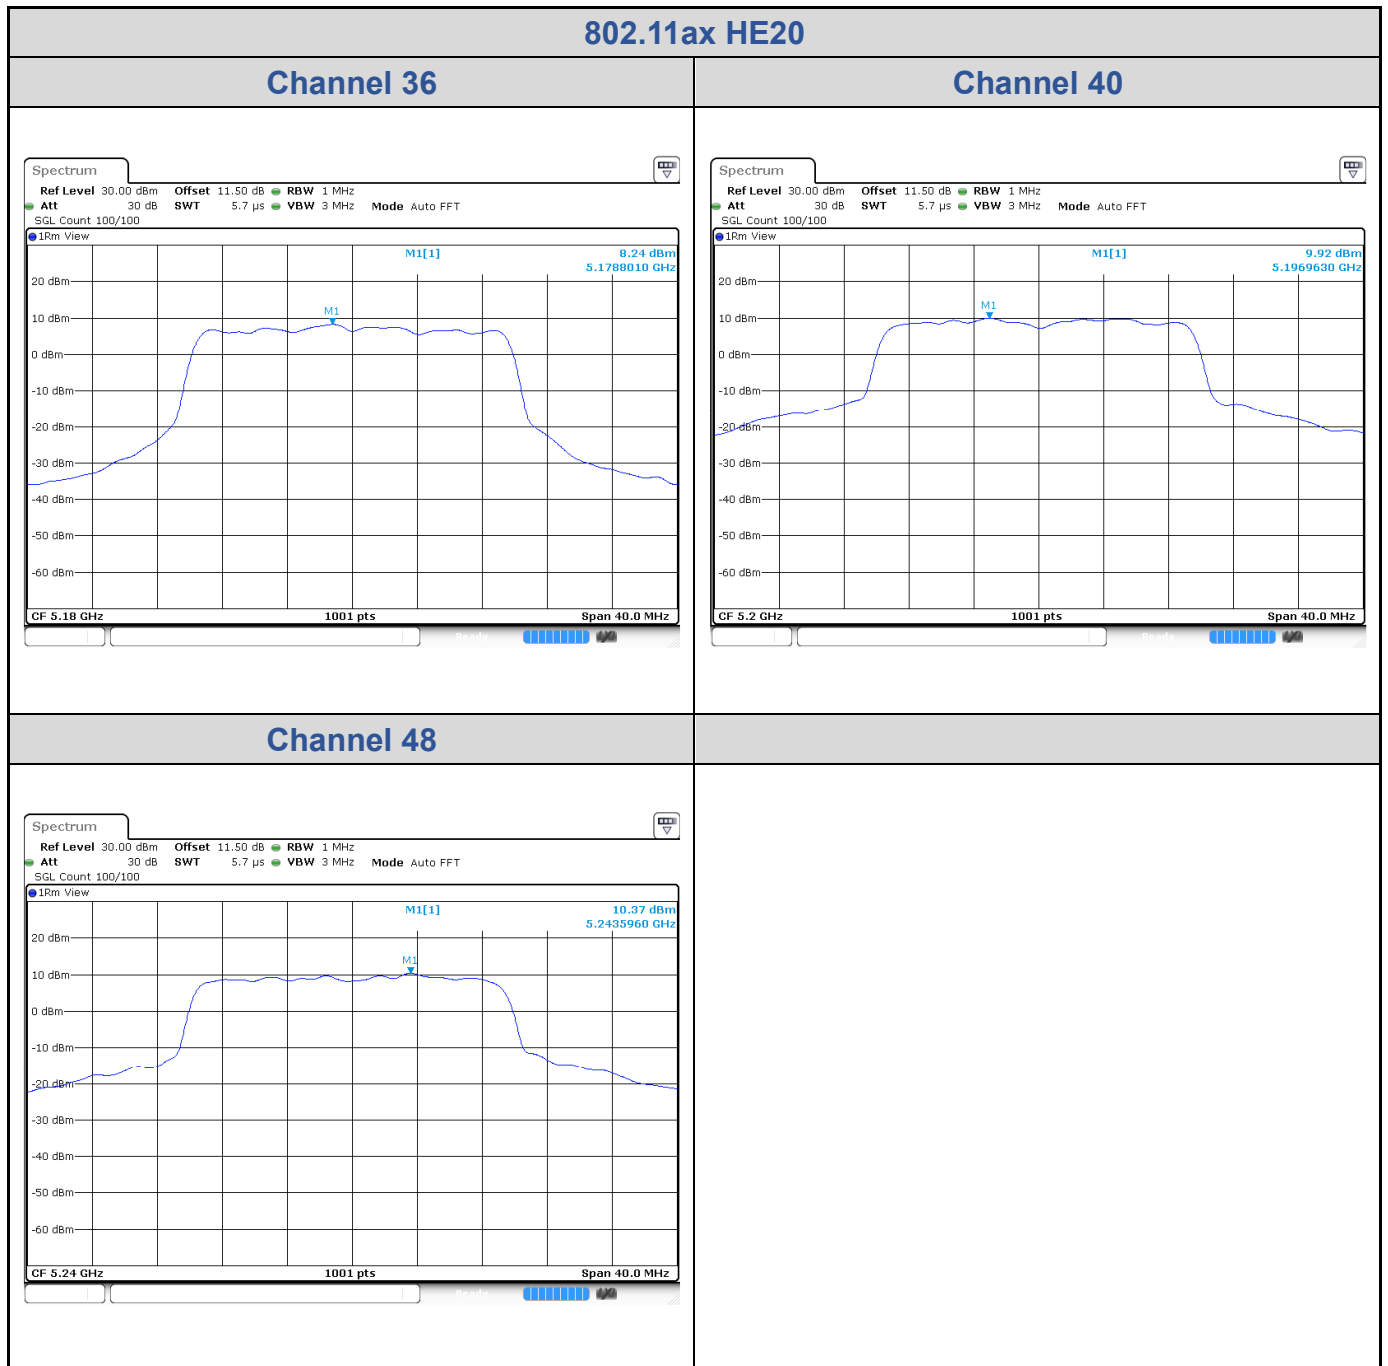 802.11ax HE20
Channel 36
Channel 40
Spectrum
Ref Level 30.00 dBm Offset 11.50 dB RBW 1 MHz
Att 30 dB SWT 5.7 µs VBW 3 MHz Mode Auto FFT
SGL Count 100/100
1Rm View
M1[1] 8.24 dBm
5.1788010 GHz
20 dBm
M1
10 dBm
0 dBm
-10 dBm
-20 dBm
-30 dBm
-40 dBm
-50 dBm
-60 dBm
CF 5.18 GHz 1001 pts Span 40.0 MHz
Ready
Spectrum
Ref Level 30.00 dBm Offset 11.50 dB RBW 1 MHz
Att 30 dB SWT 5.7 µs VBW 3 MHz Mode Auto FFT
SGL Count 100/100
1Rm View
M1[1] 9.92 dBm
5.1969630 GHz
20 dBm
M1
10 dBm
0 dBm
-10 dBm
-20 dBm
-30 dBm
-40 dBm
-50 dBm
-60 dBm
CF 5.2 GHz 1001 pts Span 40.0 MHz
Ready
Channel 48
Spectrum
Ref Level 30.00 dBm Offset 11.50 dB RBW 1 MHz
Att 30 dB SWT 5.7 µs VBW 3 MHz Mode Auto FFT
SGL Count 100/100
1Rm View
M1[1] 10.37 dBm
5.2435960 GHz
20 dBm
M1
10 dBm
0 dBm
-10 dBm
-20 dBm
-30 dBm
-40 dBm
-50 dBm
-60 dBm
CF 5.24 GHz 1001 pts Span 40.0 MHz
Ready